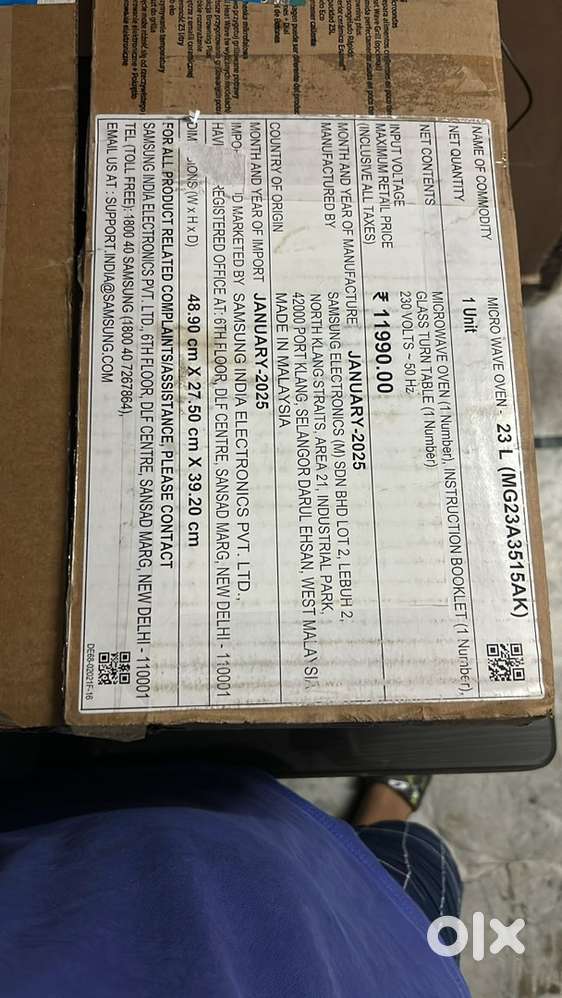 NAME OF COMMODITY MICRO WAVE OVEN - 23 L (MG23A3515AK)
NET QUANTITY 1 Unit
NET CONTENTS MICROWAVE OVEN (1 Number), INSTRUCTION BOOKLET (1 Number),
GLASS TURN TABLE (1 Number)
INPUT VOLTAGE 230 VOLTS ~ 50 Hz
MAXIMUM RETAIL PRICE ₹ 11990.00
(INCLUSIVE ALL TAXES)
MONTH AND YEAR OF MANUFACTURE JANUARY-2025
MANUFACTURED BY SAMSUNG ELECTRONICS (M) SDN BHD LOT 2, LEBUH 2,
NORTH KLANG STRAITS, AREA 21, INDUSTRIAL PARK,
42000 PORT KLANG, SELANGOR DARUL EHSAN, WEST MALAYSIA
COUNTRY OF ORIGIN MADE IN MALAYSIA
MONTH AND YEAR OF IMPORT JANUARY-2025
D MARKETED BY SAMSUNG INDIA ELECTRONICS PVT. LTD.,
REGISTERED OFFICE AT: 6TH FLOOR, DLF CENTRE, SANSAD MARG, NEW DELHI - 110001
(W x H x D) 48.90 cm X 27.50 cm X 39.20 cm
FOR ALL PRODUCT RELATED COMPLAINTS/ASSISTANCE, PLEASE CONTACT
SAMSUNG INDIA ELECTRONICS PVT. LTD., 6TH FLOOR, DLF CENTRE, SANSAD MARG, NEW DELHI - 110001
TEL (TOLL FREE): 1800 40 SAMSUNG (1800 40 7267864),
EMAIL US AT: SUPPORT.INDIA@SAMSUNG.COM
DE68-02021F-16
olx